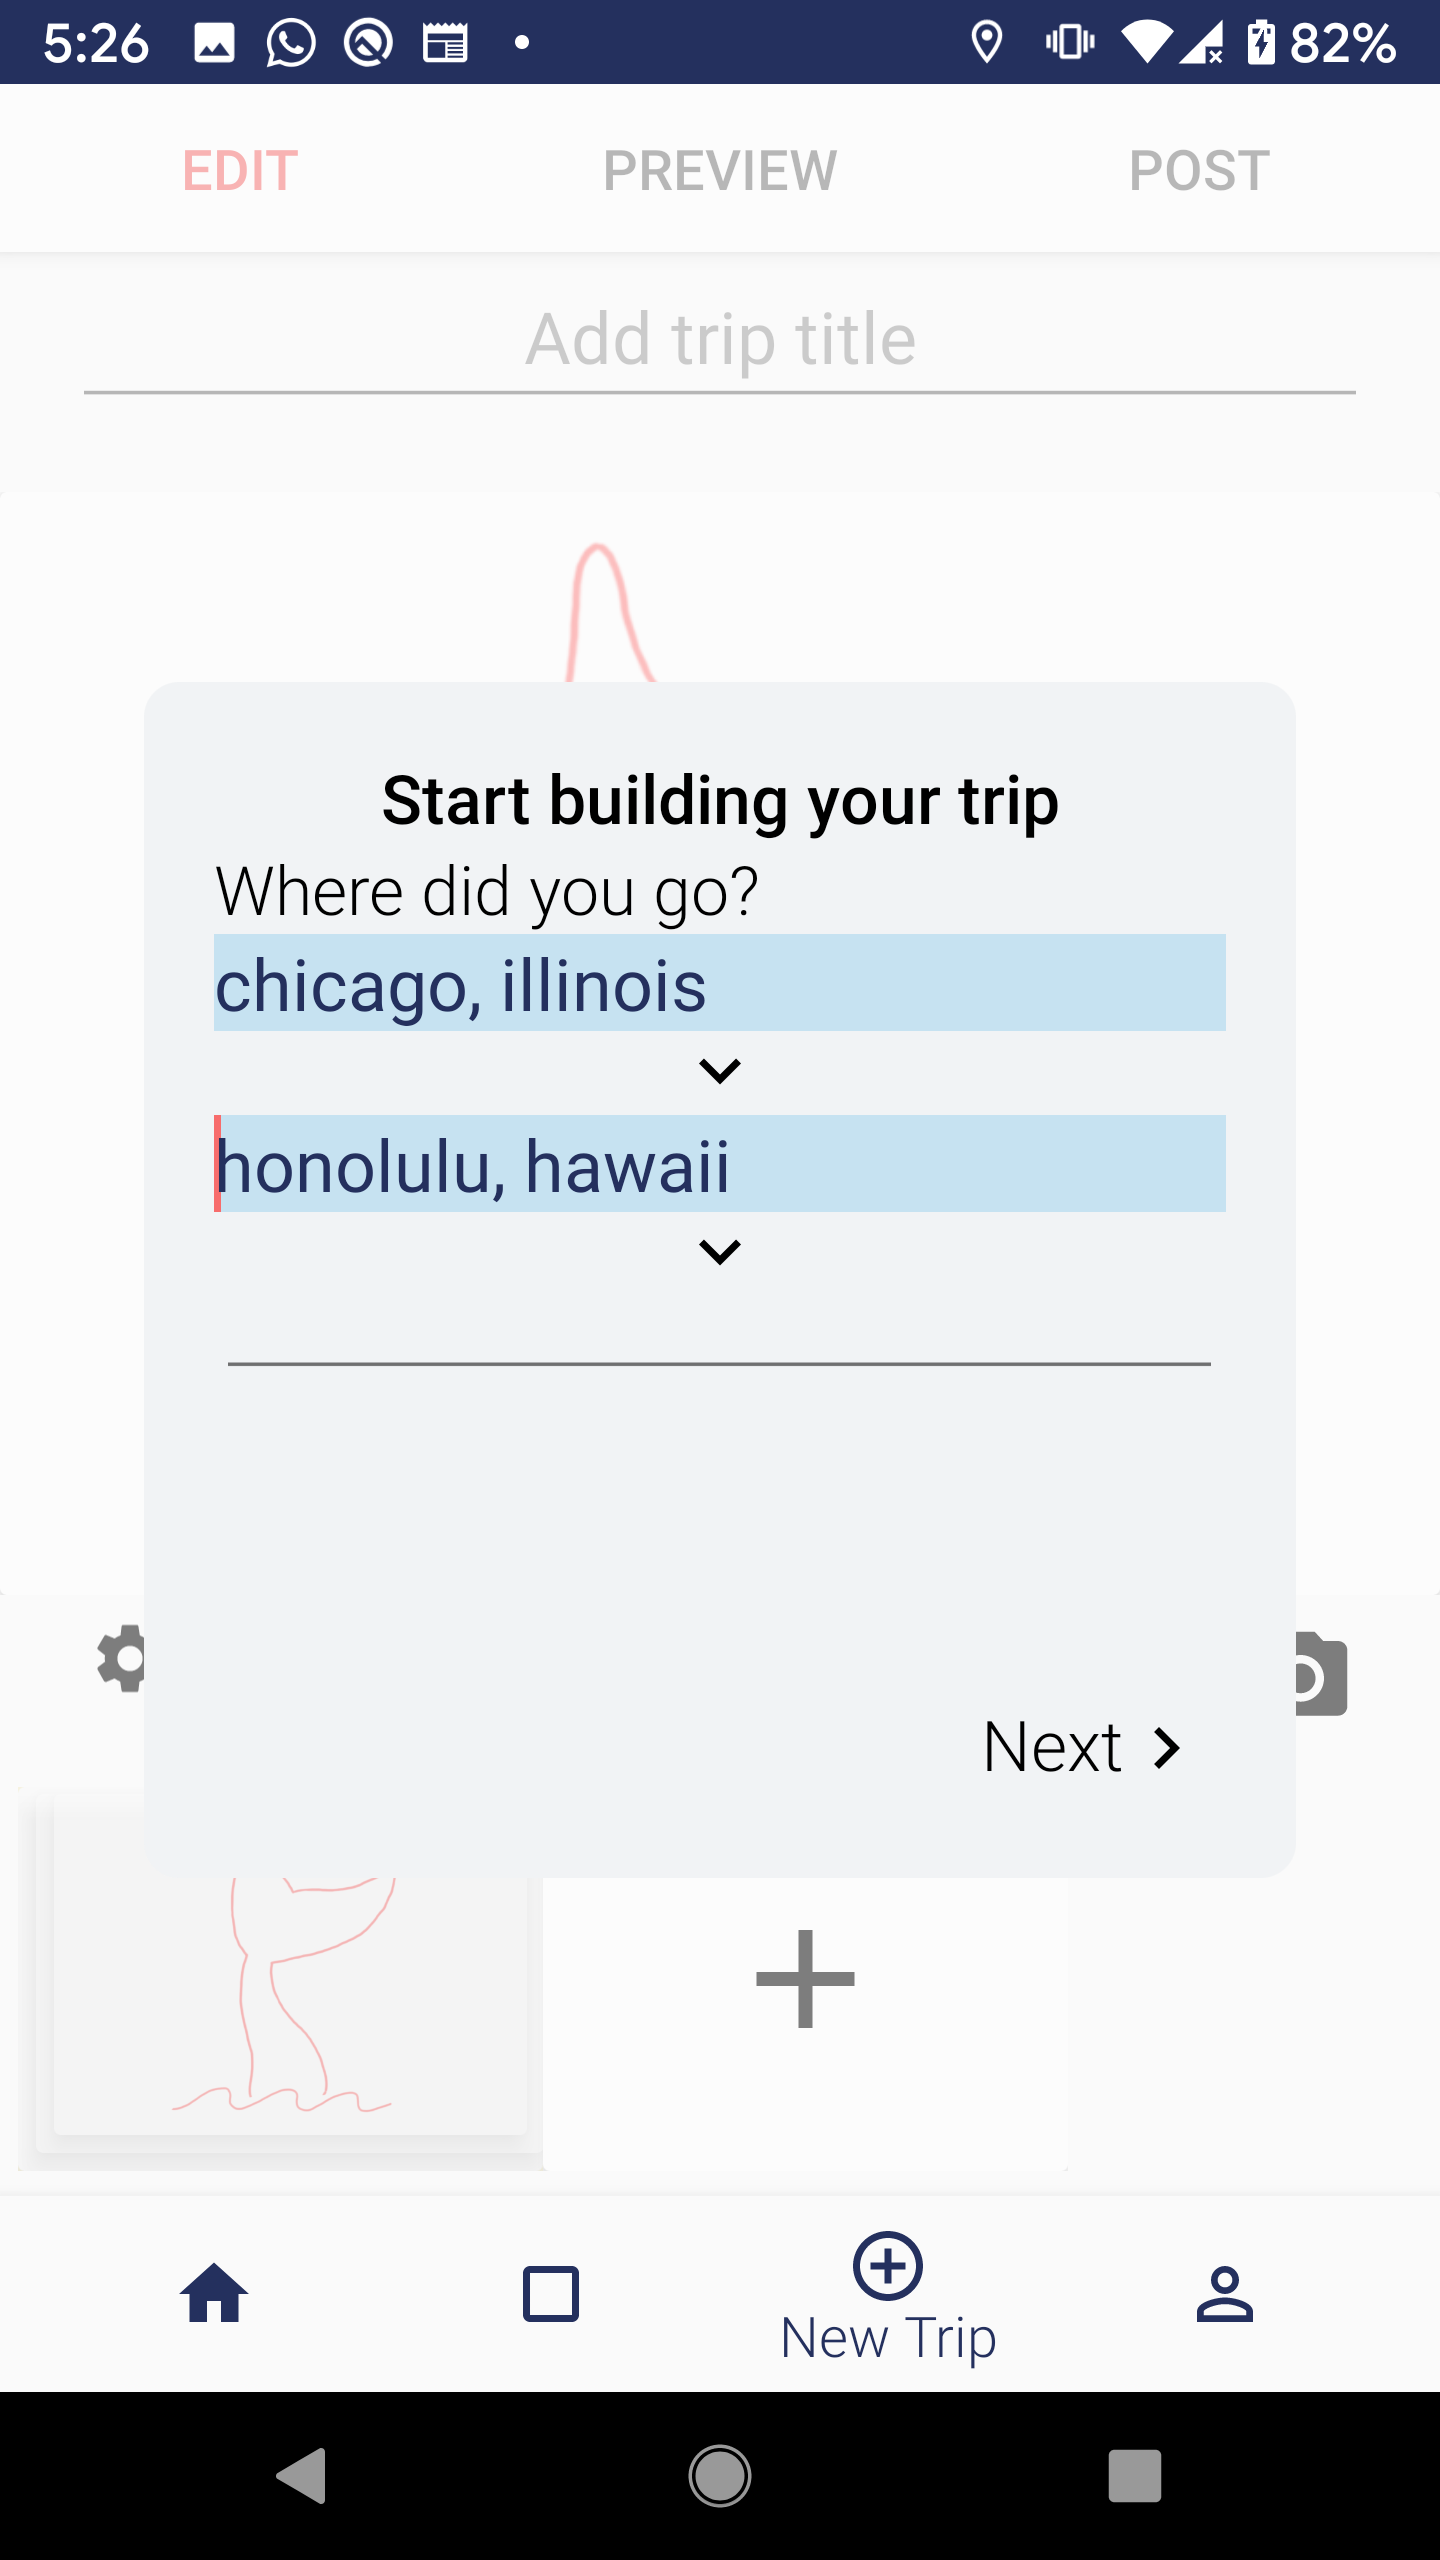 5:26
82%
EDIT
PREVIEW
POST
Add trip title
Start building your trip
Where did you go?
chicago, illinois
honolulu, hawaii
Next
New Trip